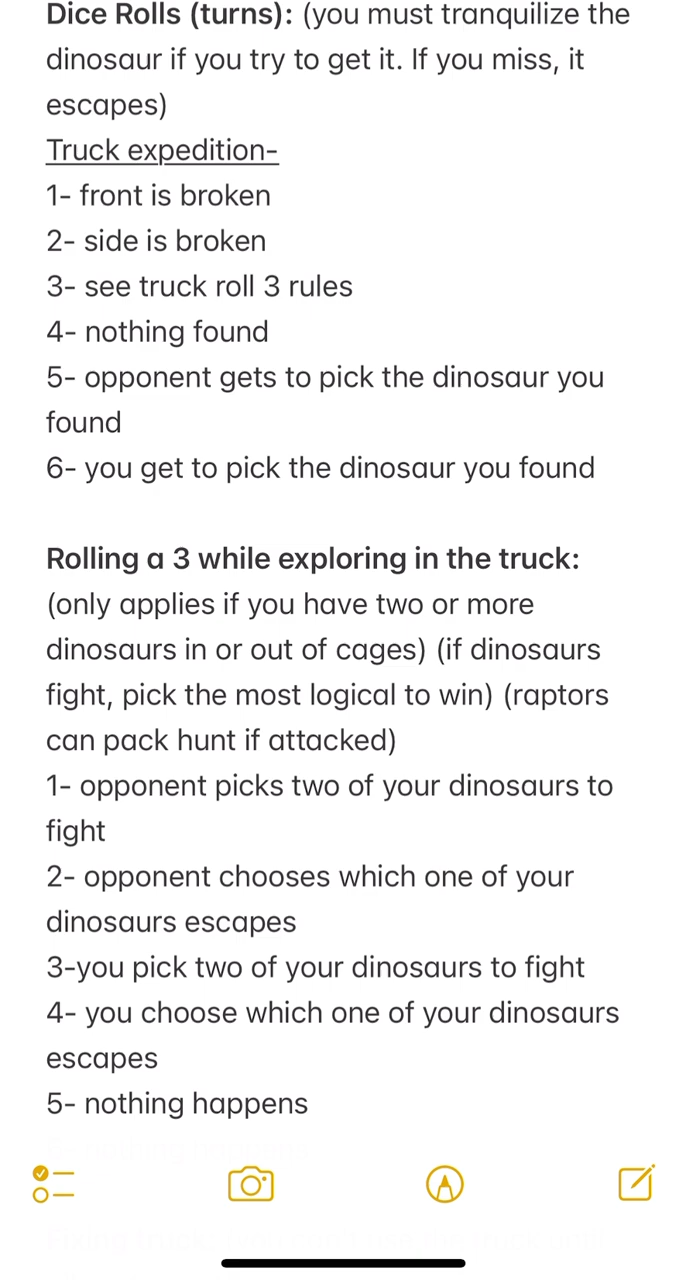 Dice Rolls (turns): (you must tranquilize the
dinosaur if you try to get it. If you miss, it
escapes)
Truck expedition-
1- front is broken
2- side is broken
3- see truck roll 3 rules
4- nothing found
5- opponent gets to pick the dinosaur you
found
6- you get to pick the dinosaur you found
Rolling a 3 while exploring in the truck:
(only applies if you have two or more
dinosaurs in or out of cages) (if dinosaurs
fight, pick the most logical to win) (raptors
can pack hunt if attacked)
1- opponent picks two of your dinosaurs to
fight
2- opponent chooses which one of your
dinosaurs escapes
3-you pick two of your dinosaurs to fight
4- you choose which one of your dinosaurs
escapes
5- nothing happens